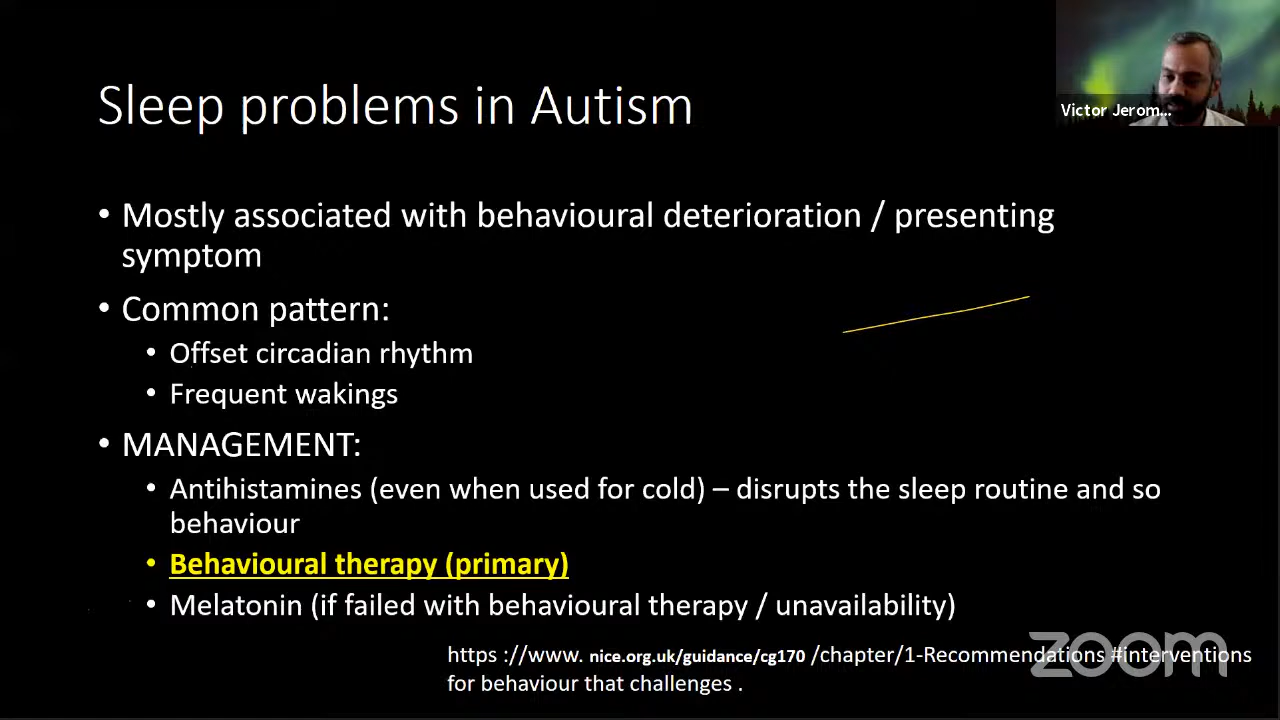 Victor Jerom...
Sleep problems in Autism
• Mostly associated with behavioural deterioration / presenting
symptom
• Common pattern:
• Offset circadian rhythm
• Frequent wakings
• MANAGEMENT:
• Antihistamines (even when used for cold) – disrupts the sleep routine and so
behaviour
• Behavioural therapy (primary)
• Melatonin (if failed with behavioural therapy / unavailability)
https ://www. nice.org.uk/guidance/cg170 /chapter/1-Recommendations #interventions
for behaviour that challenges .
zoom